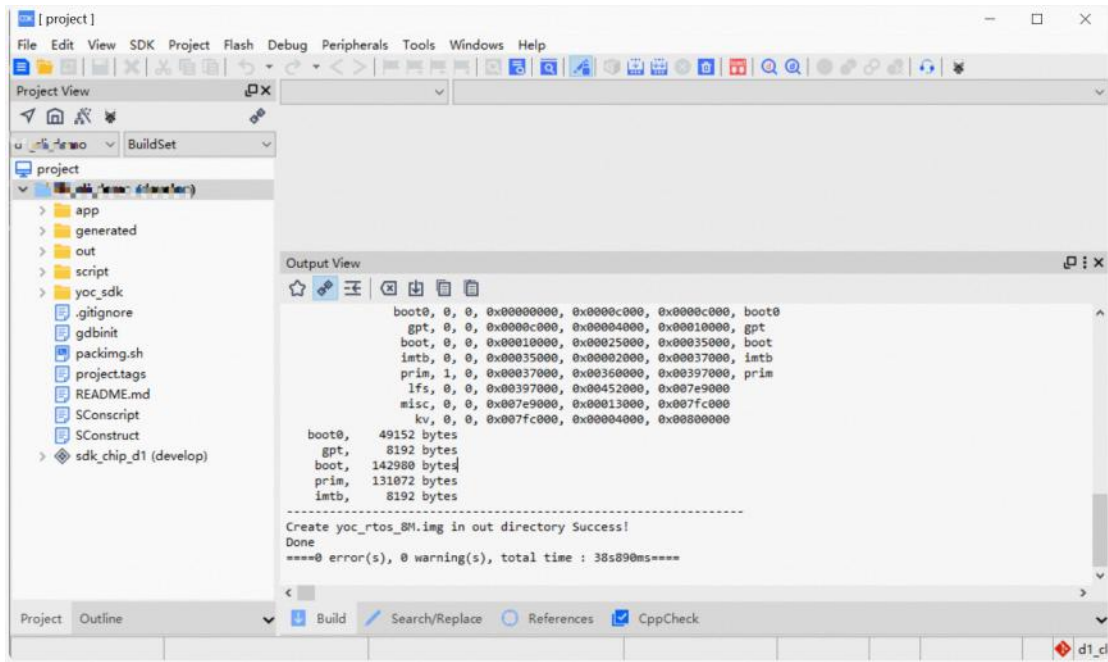 CDK [ project ]
File Edit View SDK Project Flash Debug Peripherals Tools Windows Help
Project View
BuildSet
project
app
generated
out
script
yoc_sdk
.gitignore
gdbinit
packimg.sh
project.tags
README.md
SConscript
SConstruct
sdk_chip_d1 (develop)
Project Outline
Output View
boot0, 0, 0, 0x00000000, 0x0000c000, 0x0000c000, boot0
gpt, 0, 0, 0x0000c000, 0x00004000, 0x00010000, gpt
boot, 0, 0, 0x00010000, 0x00025000, 0x00035000, boot
imtb, 0, 0, 0x00035000, 0x00002000, 0x00037000, imtb
prim, 1, 0, 0x00037000, 0x00360000, 0x00397000, prim
lfs, 0, 0, 0x00397000, 0x00452000, 0x007e9000
misc, 0, 0, 0x007e9000, 0x00013000, 0x007fc000
kv, 0, 0, 0x007fc000, 0x00004000, 0x00800000
boot0, 49152 bytes
gpt, 8192 bytes
boot, 142980 bytes
prim, 131072 bytes
imtb, 8192 bytes
----------------------------------------------------------------------
Create yoc_rtos_8M.img in out directory Success!
Done
====0 error(s), 0 warning(s), total time : 38s890ms====
Build Search/Replace References CppCheck